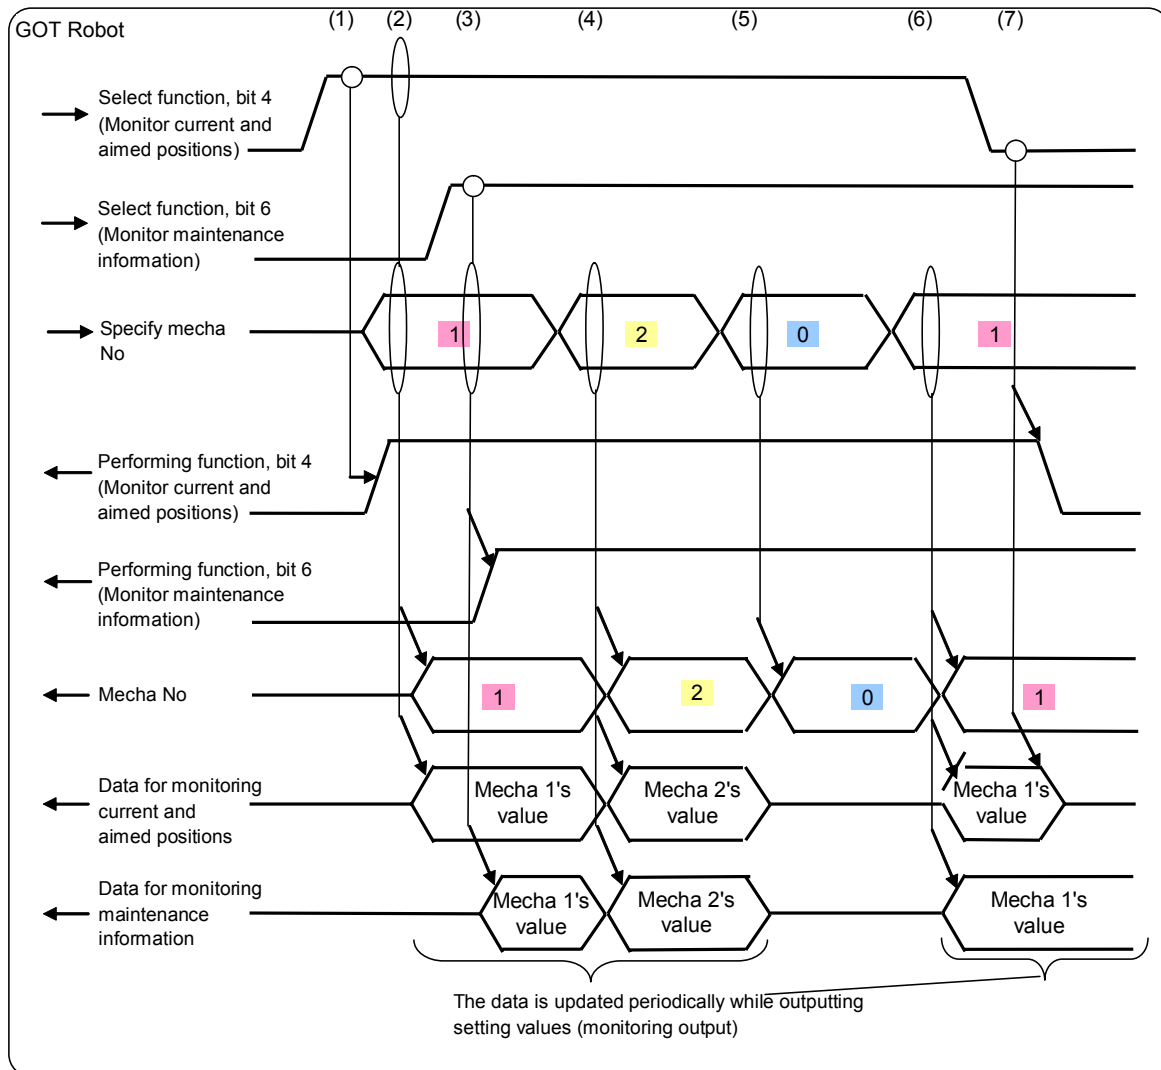 GOT Robot
(1) (2) (3) (4) (5) (6) (7)
Select function, bit 4
(Monitor current and
aimed positions)
Select function, bit 6
(Monitor maintenance
information)
Specify mecha
No
1 2 0 1
Performing function, bit 4
(Monitor current and
aimed positions)
Performing function, bit 6
(Monitor maintenance
information)
Mecha No
1 2 0 1
Data for monitoring
current and
aimed positions
Mecha 1's
value
Mecha 2's
value
Mecha 1's
value
Data for monitoring
maintenance
information
Mecha 1's
value
Mecha 2's
value
Mecha 1's
value
The data is updated periodically while outputting
setting values (monitoring output)